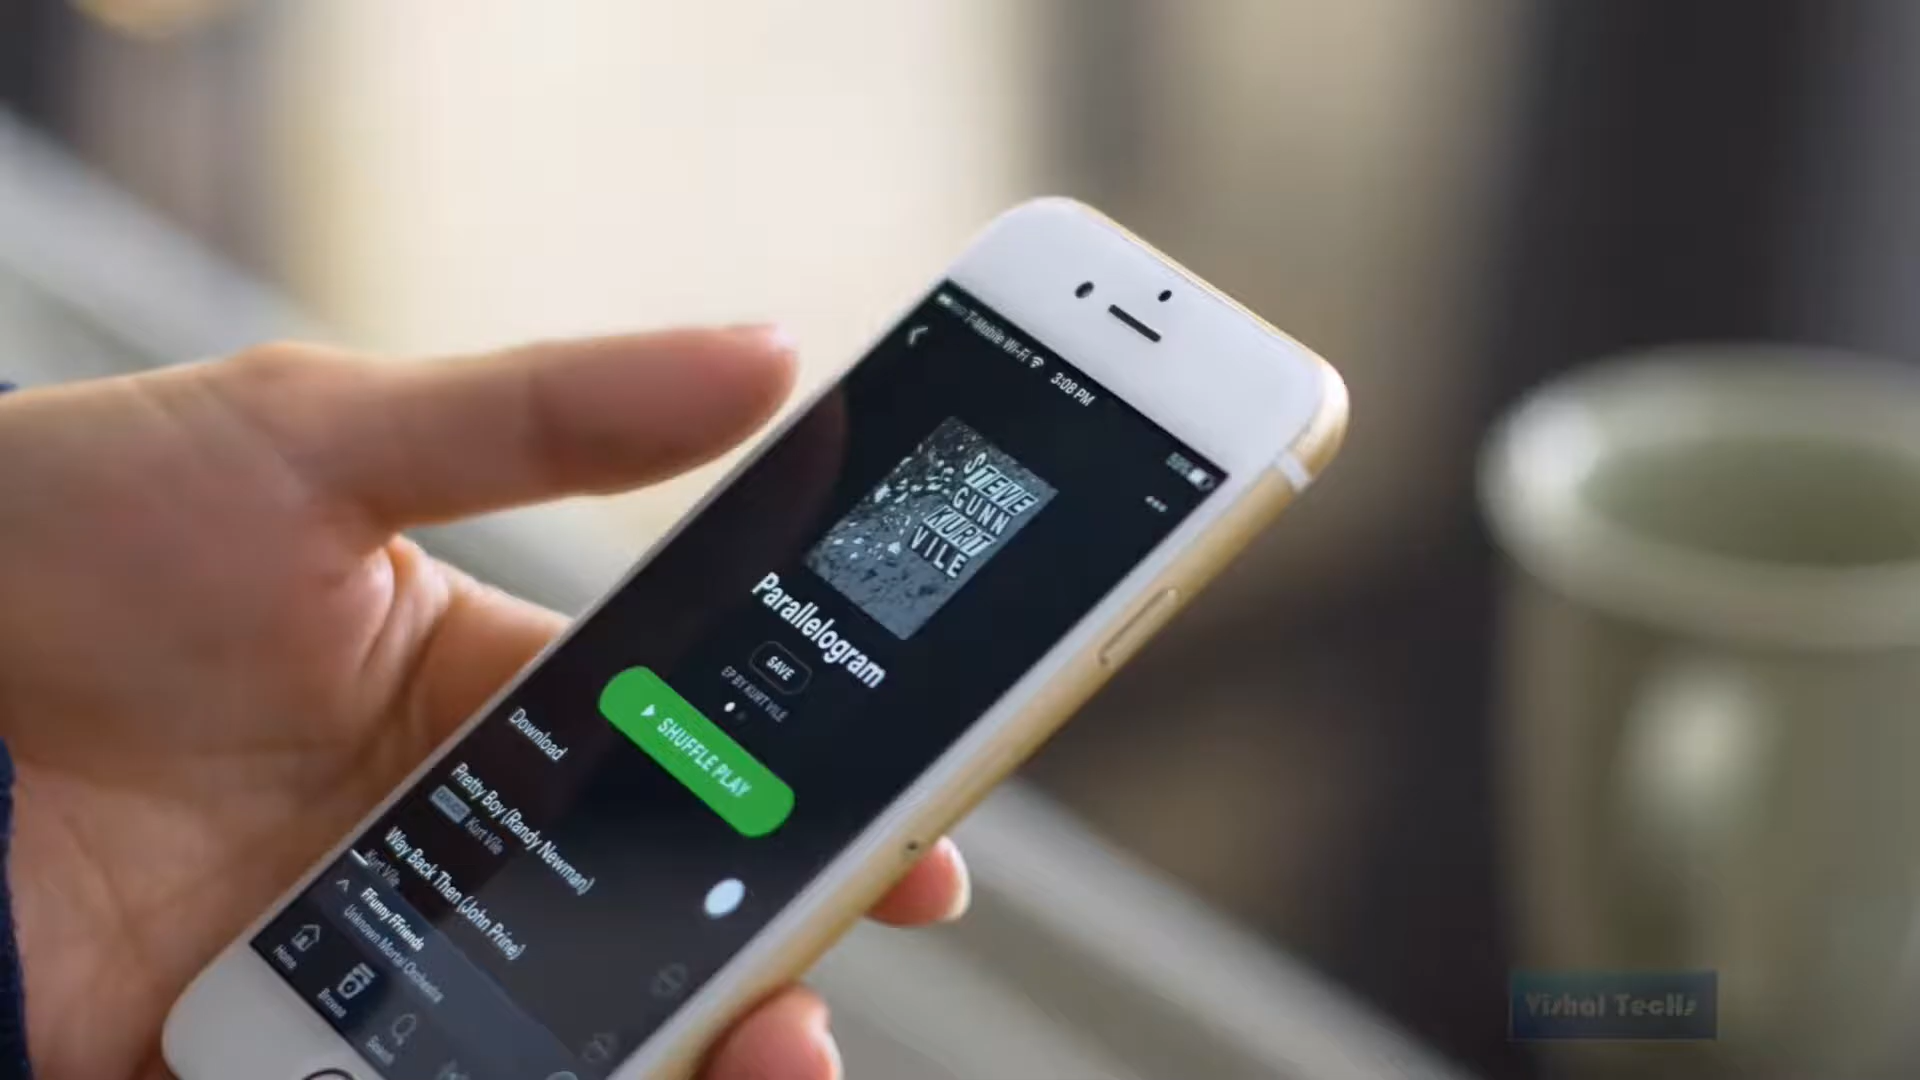 T-Mobile Wi-Fi 3:08 PM
STEVE
GUNN
KURT
VILE
Parallelogram
SAVE
EP BY KURT VILE
SHUFFLE PLAY
Download
Pretty Boy (Randy Newman)
Kurt Vile
Way Back Then (John Prine)
Kurt Vile
FFunny FFriends
Unknown Mortal Orchestra
Home
Browse
Search